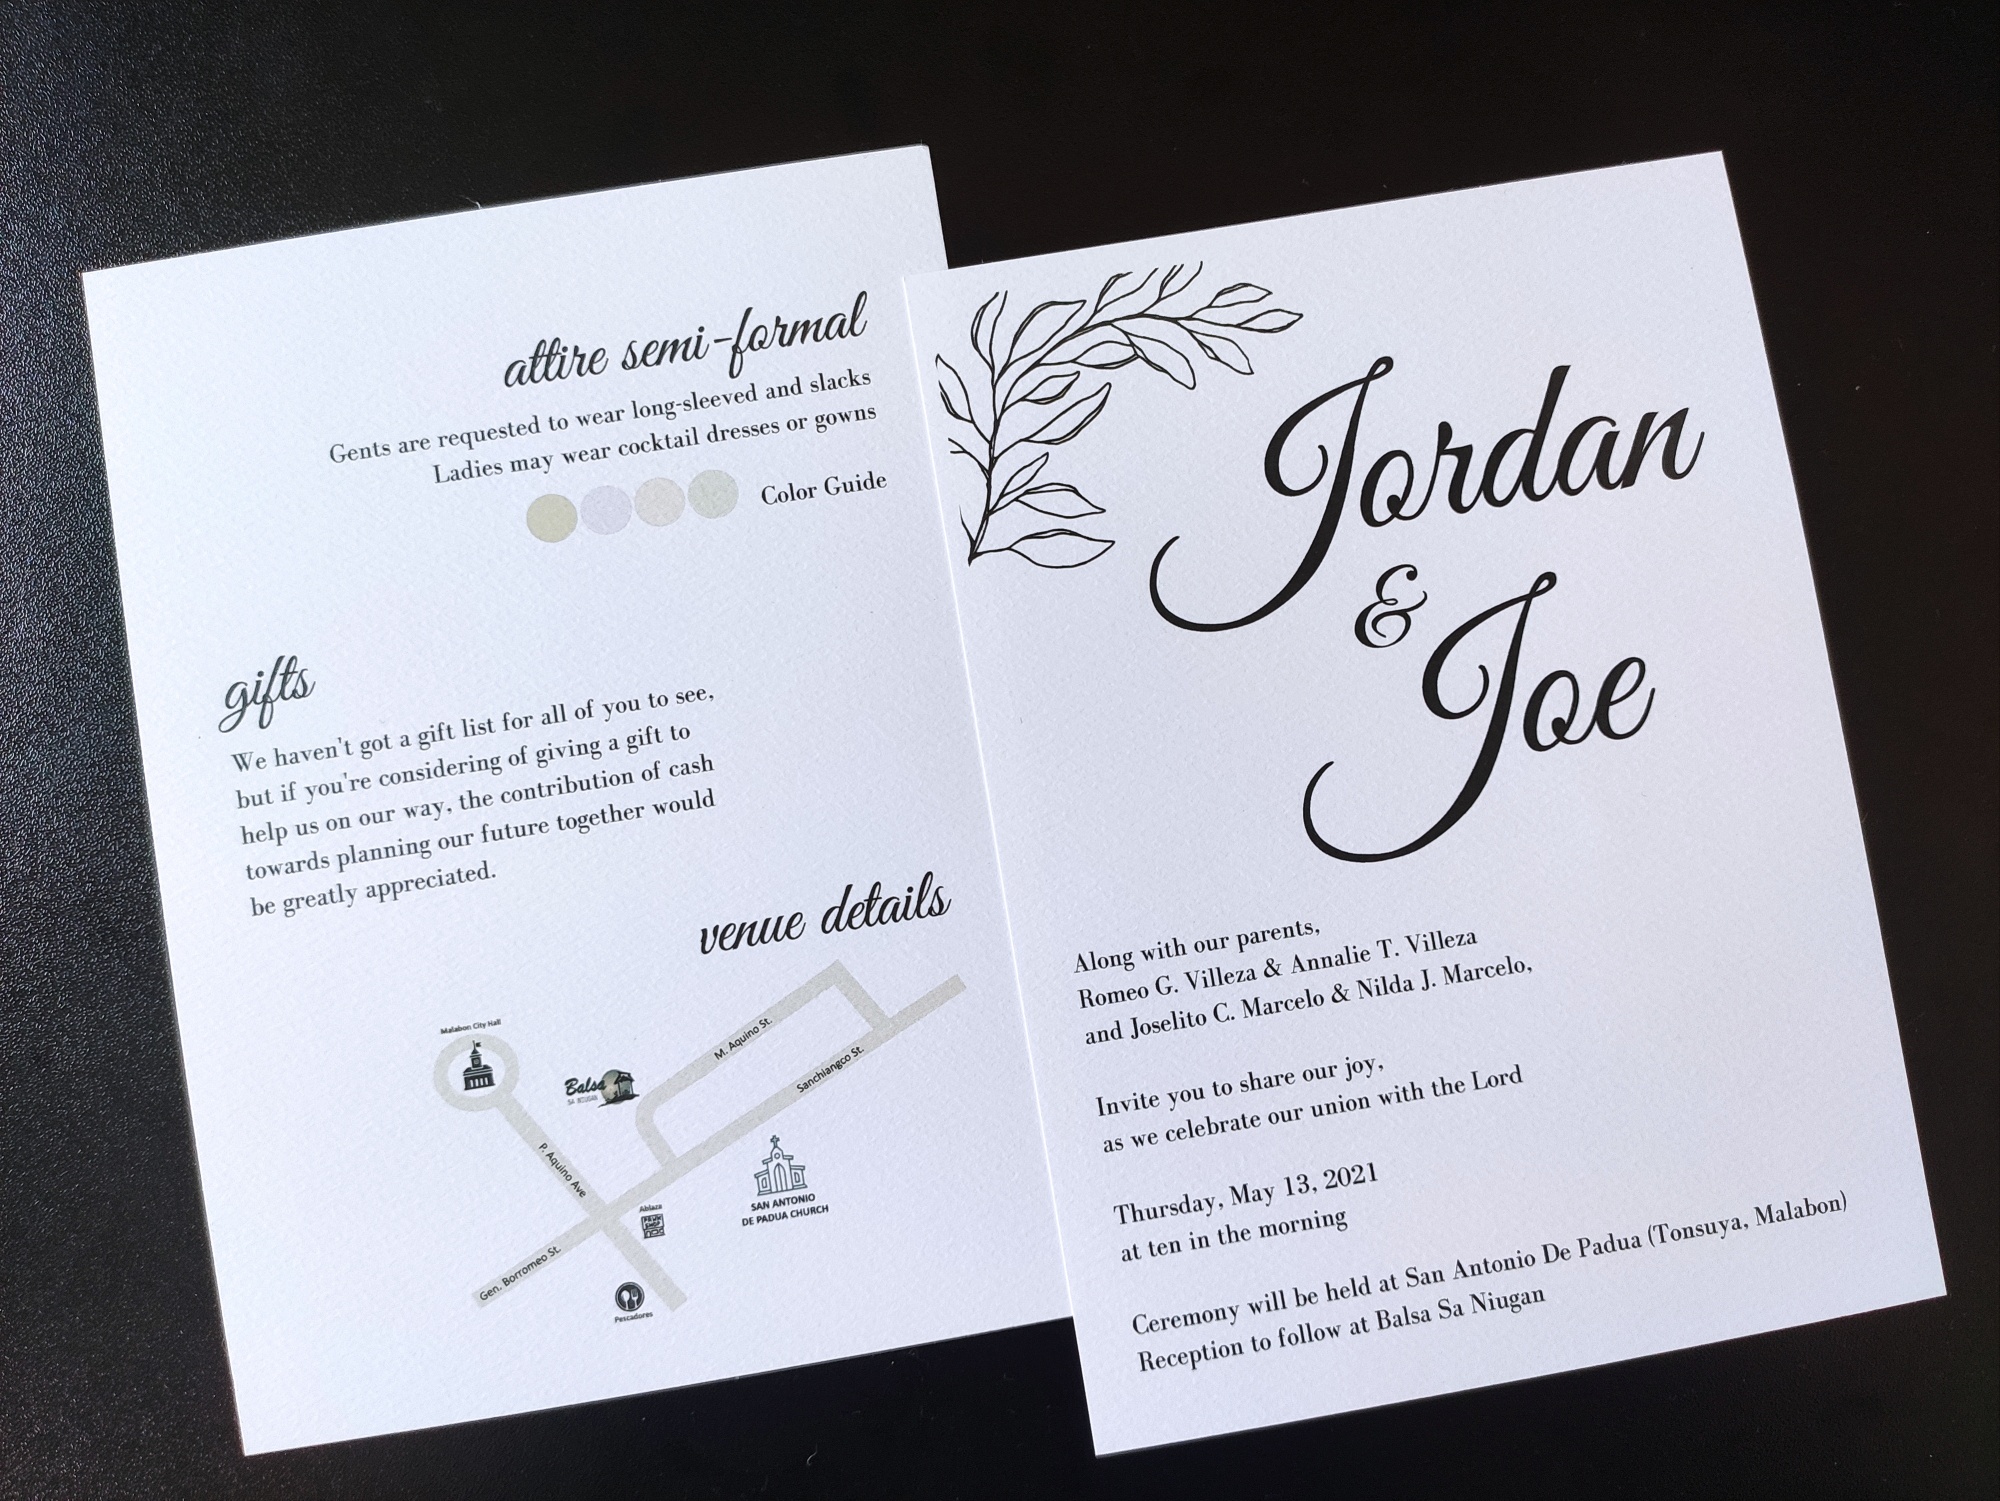 attire semi-formal
Gents are requested to wear long-sleeved and slacks
Ladies may wear cocktail dresses or gowns
Color Guide
gifts
We haven't got a gift list for all of you to see,
but if you're considering of giving a gift to
help us on our way, the contribution of cash
towards planning our future together would
be greatly appreciated.
venue details
Malabon City Hall
Balsa
SA NIUGAN
M. Aquino St.
Sanchiangco St.
P. Aquino Ave
SAN ANTONIO
DE PADUA CHURCH
Ablaza
PAWN
SHOP
Gen. Borromeo St.
Pescadores
Jordan
&
Joe
Along with our parents,
Romeo G. Villeza & Annalie T. Villeza
and Joselito C. Marcelo & Nilda J. Marcelo,
Invite you to share our joy,
as we celebrate our union with the Lord
Thursday, May 13, 2021
at ten in the morning
Ceremony will be held at San Antonio De Padua (Tonsuya, Malabon)
Reception to follow at Balsa Sa Niugan